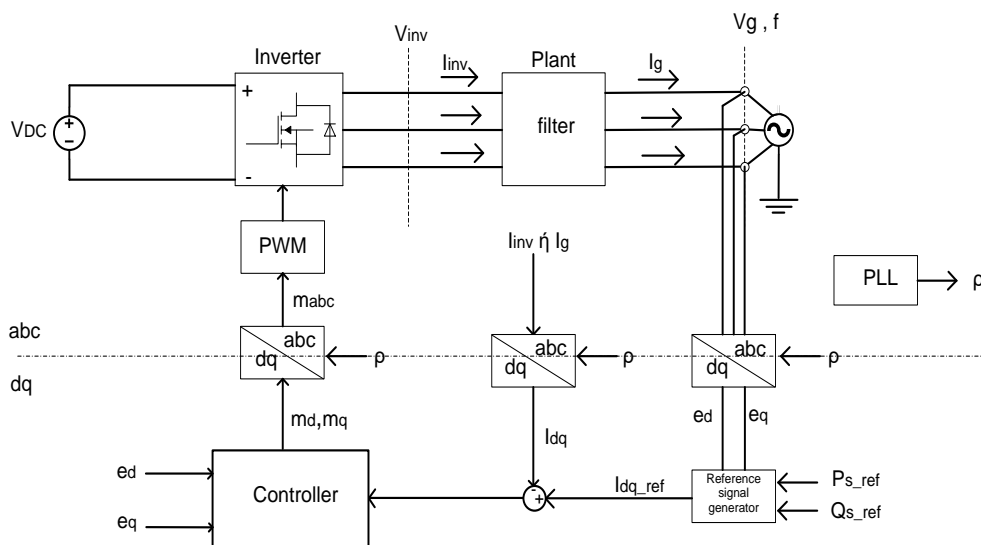 Vg , f
Vinv
Inverter
Iinv
Plant
Ig
+
VDC
+
-
filter
-
PWM
Iinv ή Ig
PLL
ρ
mabc
abc
abc
dq
ρ
abc
dq
ρ
abc
dq
ρ
dq
md,mq
Idq
ed
eq
ed
Controller
eq
-
+
Idq_ref
Reference
signal
generator
Ps_ref
Qs_ref